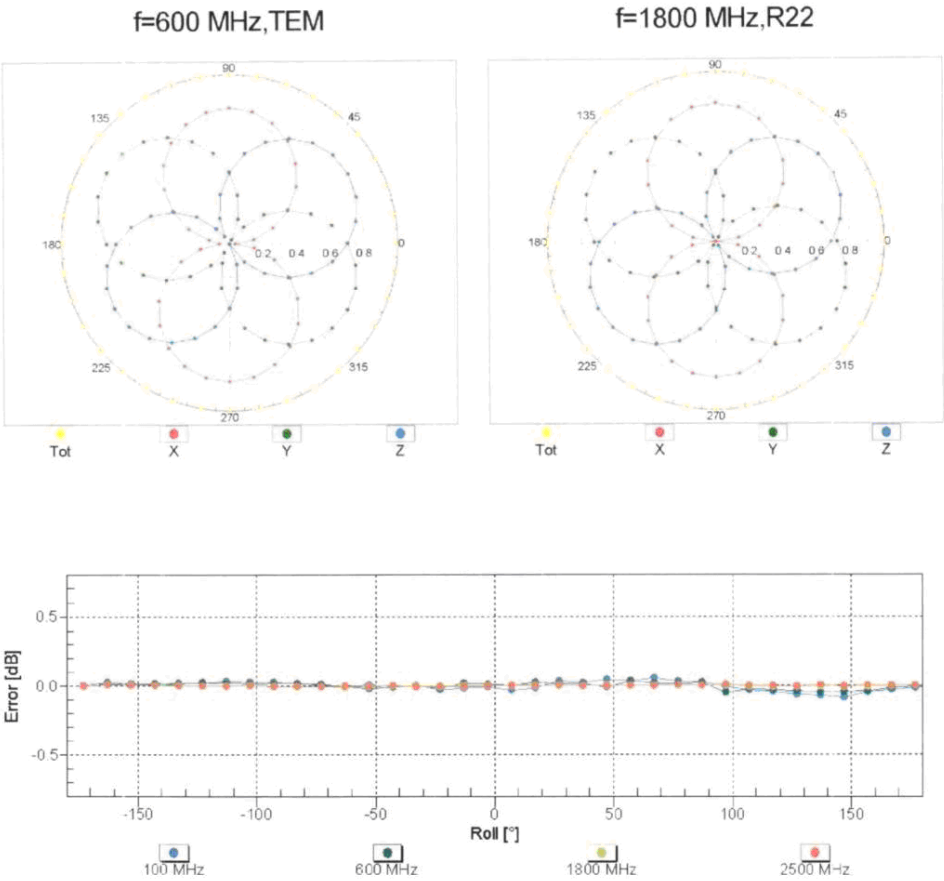 f=600 MHz,TEM
f=1800 MHz,R22
90
135
45
180
0
0.2 0.4 0.6 0.8
225
315
270
Tot X Y Z
90
135
45
180
0
0.2 0.4 0.6 0.8
225
315
270
Tot X Y Z
Error [dB]
0.5
0.0
-0.5
-150 -100 -50 0 50 100 150
Roll [°]
100 MHz 600 MHz 1800 MHz 2500 MHz